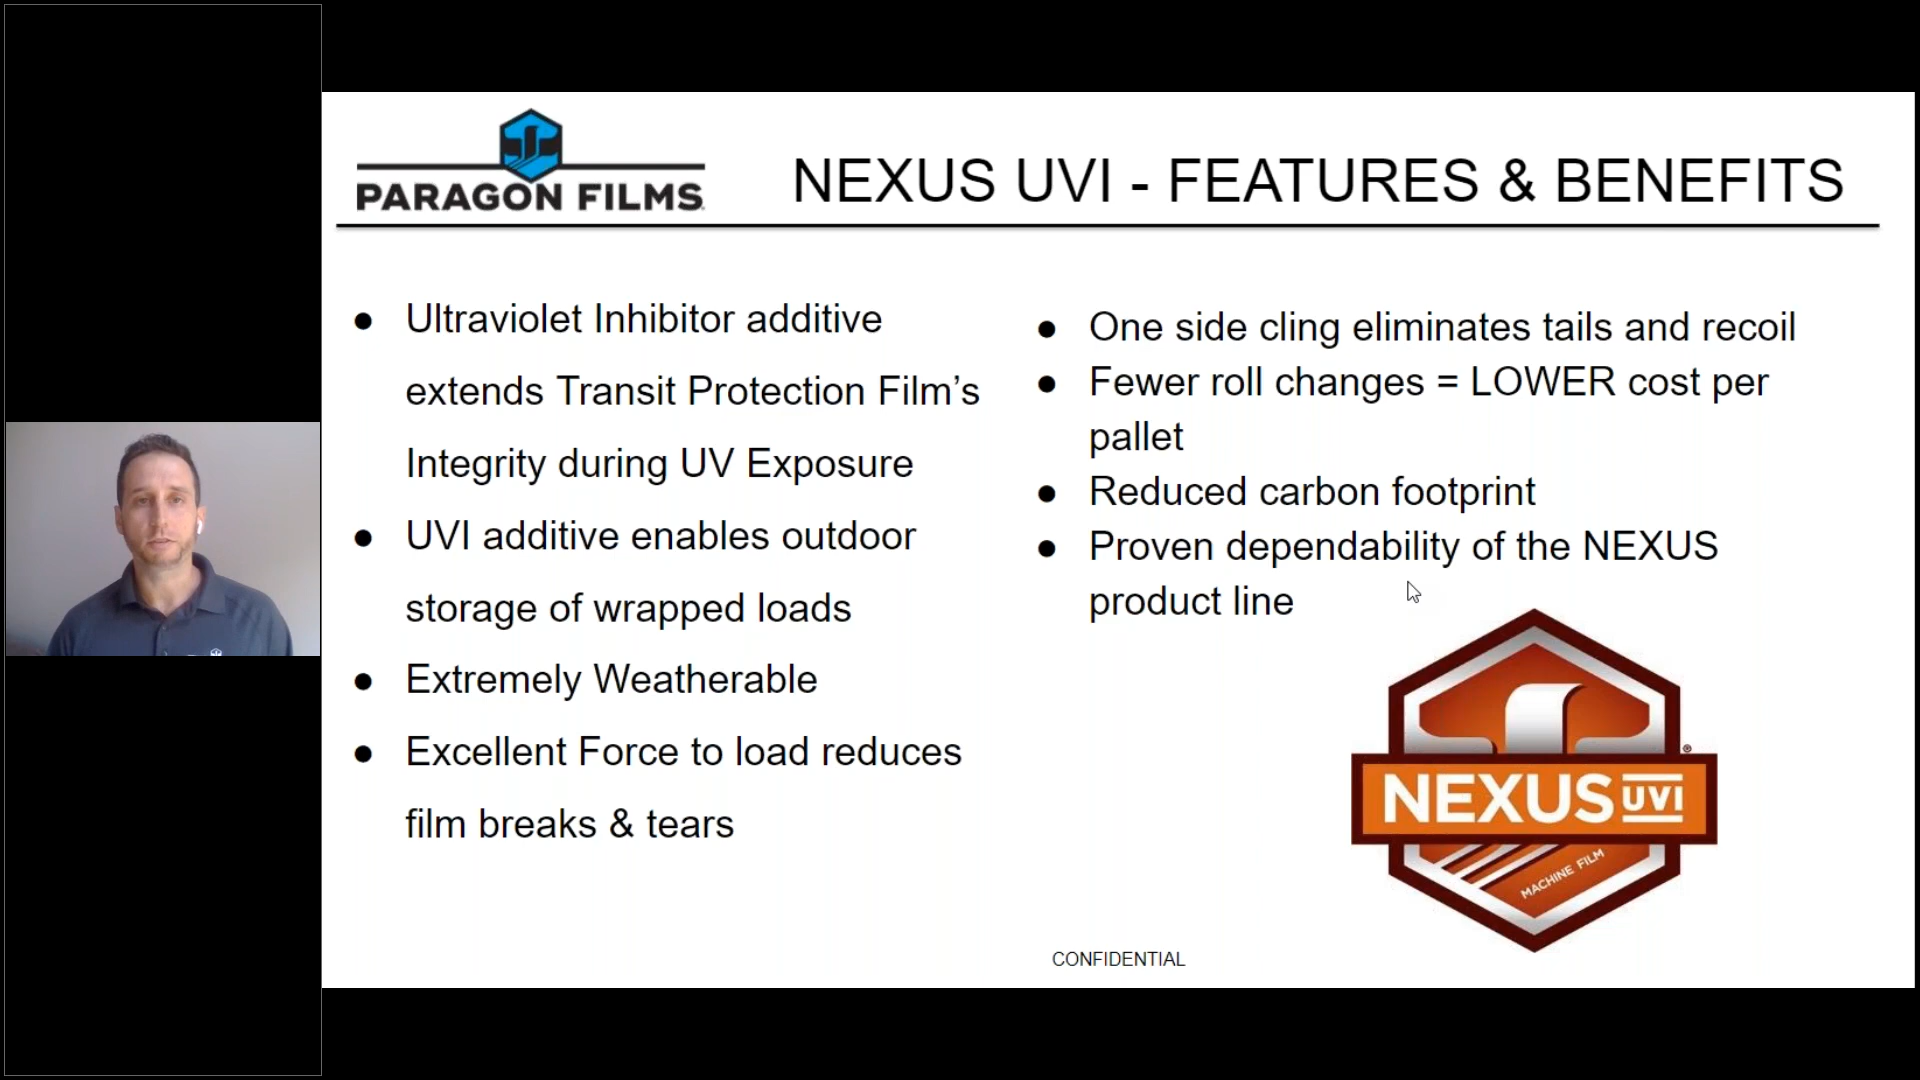 PARAGON FILMS
NEXUS UVI - FEATURES & BENEFITS
● Ultraviolet Inhibitor additive
extends Transit Protection Film’s
Integrity during UV Exposure
● UVI additive enables outdoor
storage of wrapped loads
● Extremely Weatherable
● Excellent Force to load reduces
film breaks & tears
● One side cling eliminates tails and recoil
● Fewer roll changes = LOWER cost per
pallet
● Reduced carbon footprint
● Proven dependability of the NEXUS
product line
NEXUS UVI ®
MACHINE FILM
CONFIDENTIAL